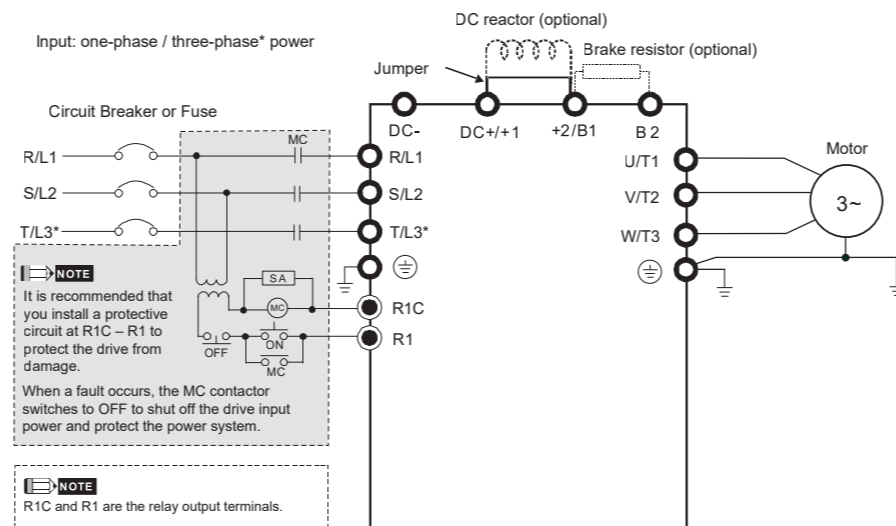 DC reactor (optional)
Input: one-phase / three-phase* power
Brake resistor (optional)
Jumper
Circuit Breaker or Fuse
DC-
DC+/+1
+2/B1
B2
MC
R/L1
R/L1
U/T1
Motor
S/L2
S/L2
V/T2
3~
T/L3*
T/L3*
W/T3
NOTE
It is recommended that
you install a protective
circuit at R1C – R1 to
protect the drive from
damage.
When a fault occurs, the MC contactor
switches to OFF to shut off the drive input
power and protect the power system.
SA
MC
R1C
OFF
ON
R1
MC
NOTE
R1C and R1 are the relay output terminals.